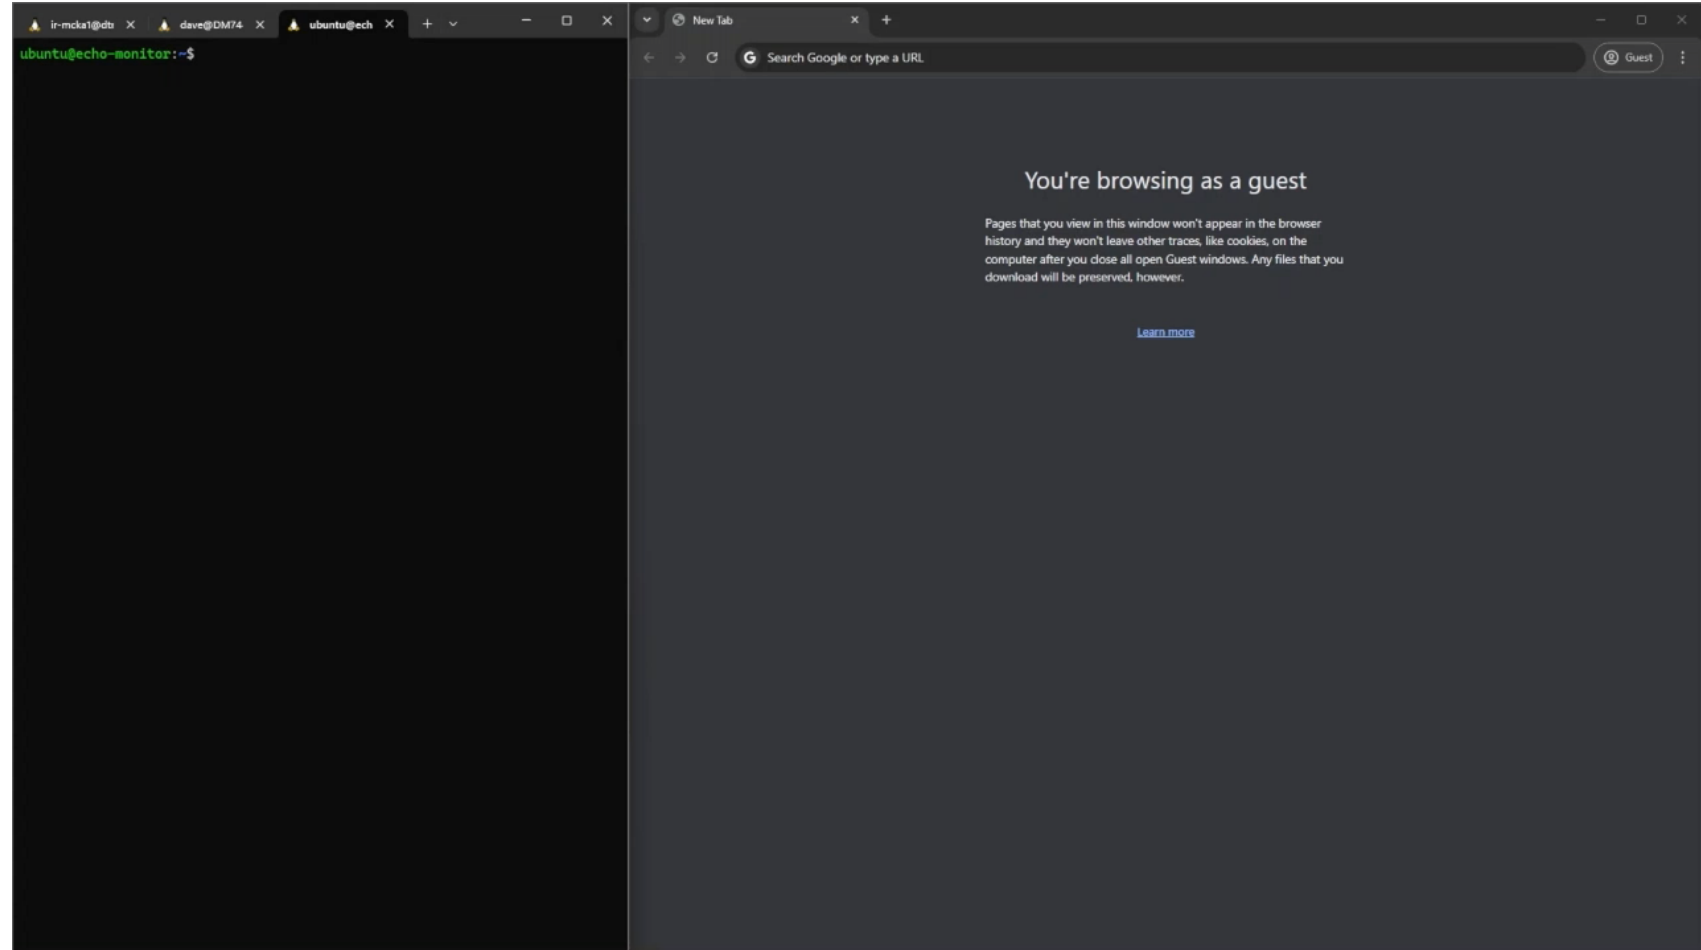 ir-mcka1@dts
dave@DM74
ubuntu@ech
ubuntu@echo-monitor:~$
New Tab
Search Google or type a URL
Guest
You're browsing as a guest
Pages that you view in this window won't appear in the browser
history and they won't leave other traces, like cookies, on the
computer after you close all open Guest windows. Any files that you
download will be preserved, however.
Learn more